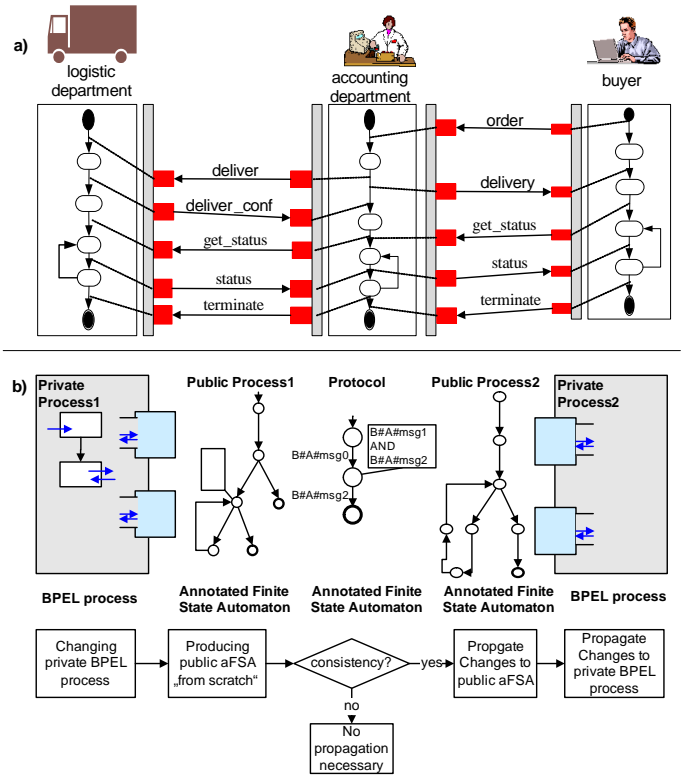 a)
logistic
department
accounting
department
buyer
order
deliver
delivery
deliver_conf
get_status
get_status
status
status
terminate
terminate
b)
Private
Process1
Public Process1
Protocol
Public Process2
Private
Process2
B#A#msg1
AND
B#A#msg2
B#A#msg0
B#A#msg2
BPEL process
Annotated Finite
State Automaton
Annotated Finite
State Automaton
Annotated Finite
State Automaton
BPEL process
Changing
private BPEL
process
Producing
public aFSA
„from scratch“
consistency?
yes
Propgate
Changes to
public aFSA
Propagate
Changes to
private BPEL
process
no
No
propagation
necessary